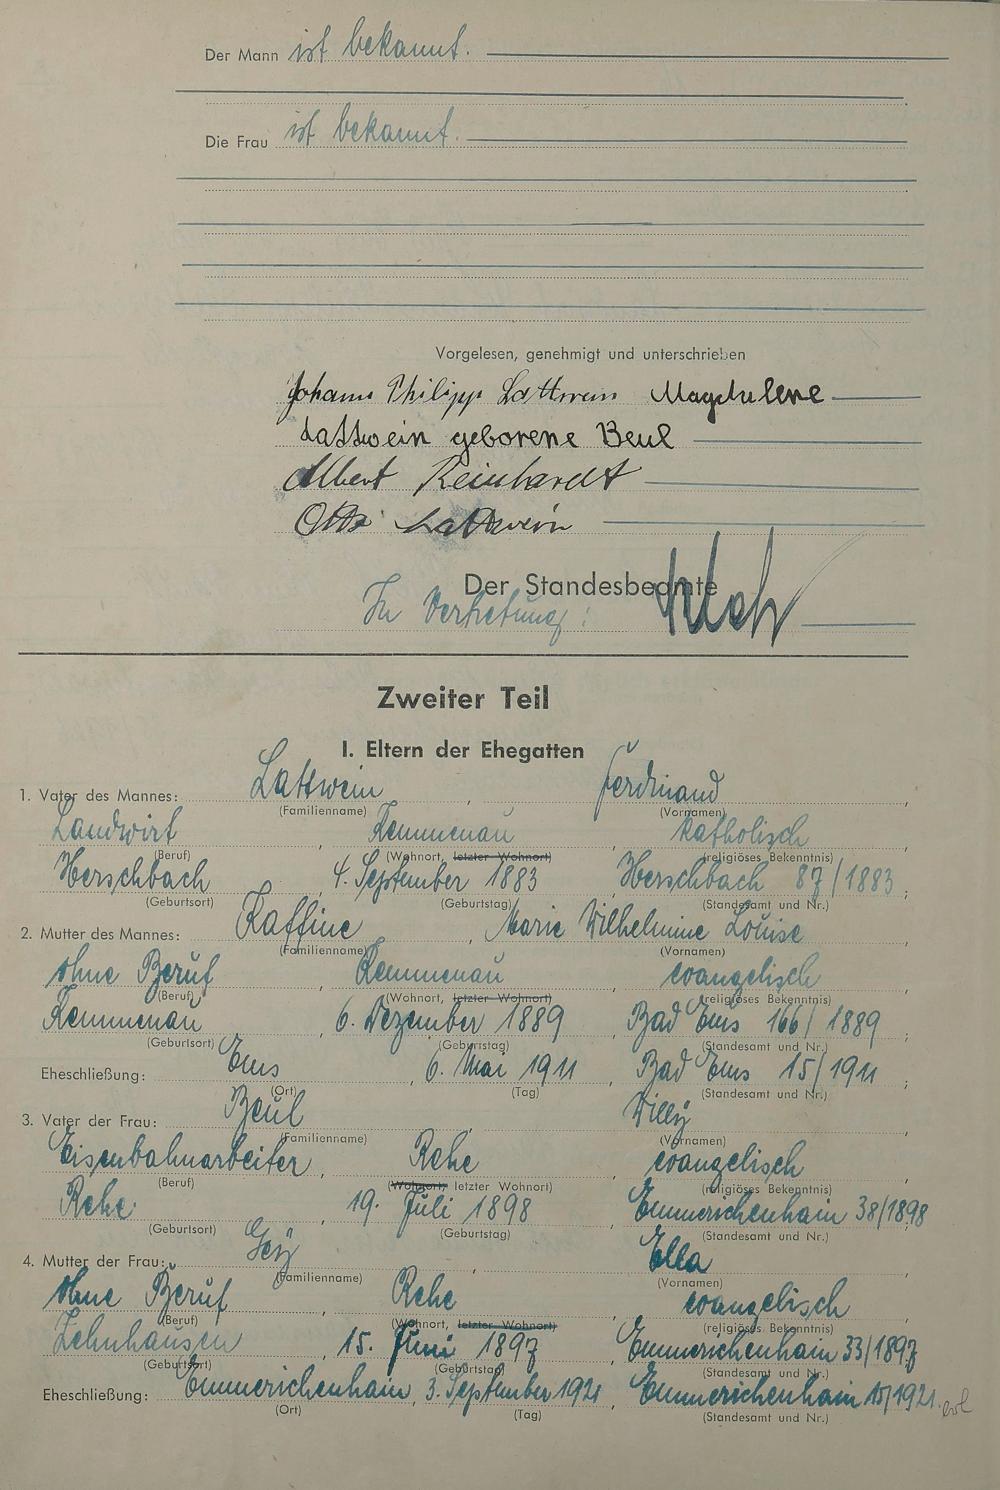 Der Mann ist bekannt.
Die Frau ist bekannt.
Vorgelesen, genehmigt und unterschrieben
Johann Philipp Lattwein Magdelene
Lattwein geborene Beul
Albert Reinhardt
Otto Lattwein
Der Standesbeamte
In Vertretung:
Zweiter Teil
I. Eltern der Ehegatten
1. Vater des Mannes: Lattwein, Ferdinand,
(Familienname) (Vornamen)
Landwirt, Kemmenau, katholisch
(Beruf) (Wohnort, letzter Wohnort) (religiöses Bekenntnis)
Herschbach, 4. September 1883, Herschbach 87/1883;
(Geburtsort) (Geburtstag) (Standesamt und Nr.)
2. Mutter des Mannes: Kaffine, Marie Wilhelmine Louise,
(Familienname) (Vornamen)
ohne Beruf, Kemmenau, evangelisch,
(Beruf) (Wohnort, letzter Wohnort) (religiöses Bekenntnis)
Kemmenau, 6. Dezember 1889, Bad Ems 166/1889
(Geburtsort) (Geburtstag) (Standesamt und Nr.)
Eheschließung: Ems, 6. Mai 1911, Bad Ems 15/1911;
(Ort) (Tag) (Standesamt und Nr.)
3. Vater der Frau: Beul, Willy,
(Familienname) (Vornamen)
Eisenbahnarbeiter, Rehe, evangelisch
(Beruf) (Wohnort, letzter Wohnort) (religiöses Bekenntnis)
Rehe, 19. Juli 1898, Emmerichenhain 38/1898
(Geburtsort) (Geburtstag) (Standesamt und Nr.)
4. Mutter der Frau: , Ella,
(Familienname) (Vornamen)
ohne Beruf, Rehe, evangelisch
(Beruf) (Wohnort, letzter Wohnort) (religiöses Bekenntnis)
Zehnhausen, 15. Juni 1897, Emmerichenhain 33/1897
(Geburtsort) (Geburtstag) (Standesamt und Nr.)
Eheschließung: Emmerichenhain, 3. September 1921, Emmerichenhain 15/1921.
(Ort) (Tag) (Standesamt und Nr.)